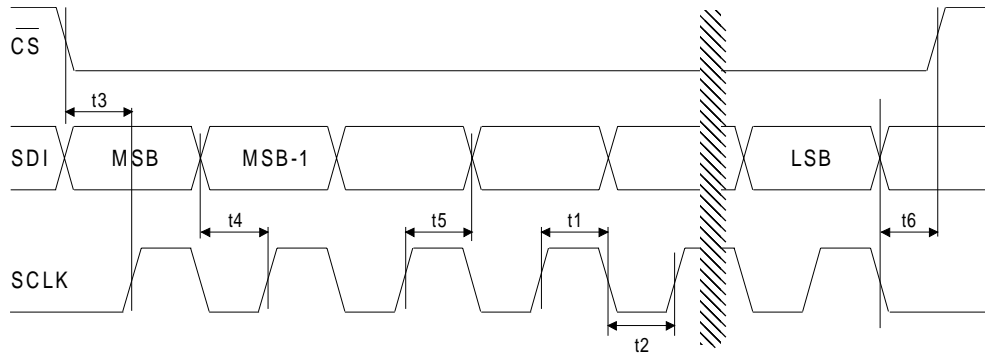 CS
t3
SDI MSB MSB-1 LSB
t4 t5 t1 t6
SCLK
t2